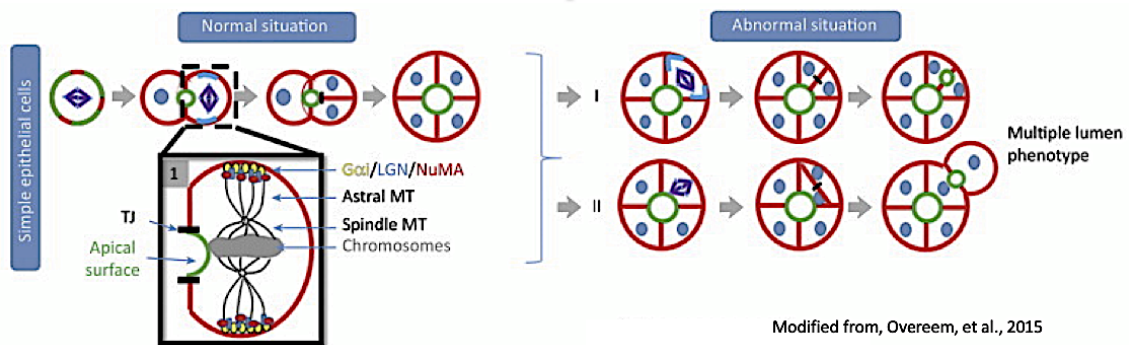 Normal situation
Abnormal situation
Simple epithelial cells
I
II
Multiple lumen
phenotype
1
Gαi/LGN/NuMA
Astral MT
Spindle MT
Chromosomes
TJ
Apical
surface
Modified from, Overeem, et al., 2015